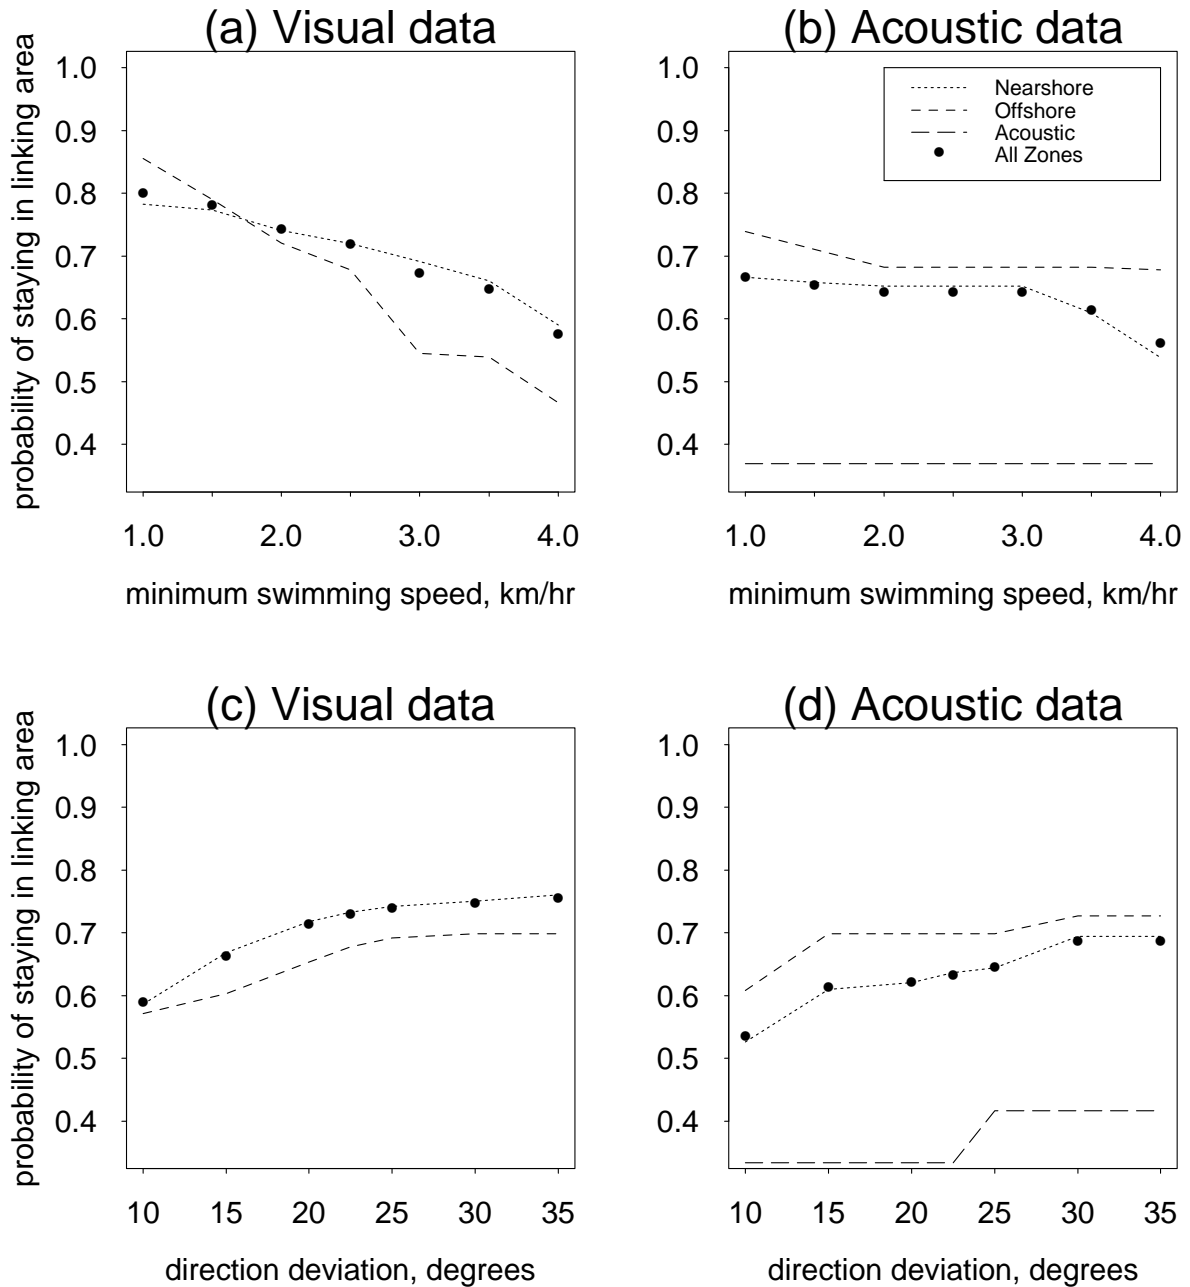 (a) Visual data
(b) Acoustic data
probability of staying in linking area
1.0
0.9
0.8
0.7
0.6
0.5
0.4
1.0 2.0 3.0 4.0
minimum swimming speed, km/hr
1.0
0.9
0.8
0.7
0.6
0.5
0.4
Nearshore
Offshore
Acoustic
All Zones
1.0 2.0 3.0 4.0
minimum swimming speed, km/hr
(c) Visual data
(d) Acoustic data
probability of staying in linking area
1.0
0.9
0.8
0.7
0.6
0.5
0.4
10 15 20 25 30 35
direction deviation, degrees
1.0
0.9
0.8
0.7
0.6
0.5
0.4
10 15 20 25 30 35
direction deviation, degrees